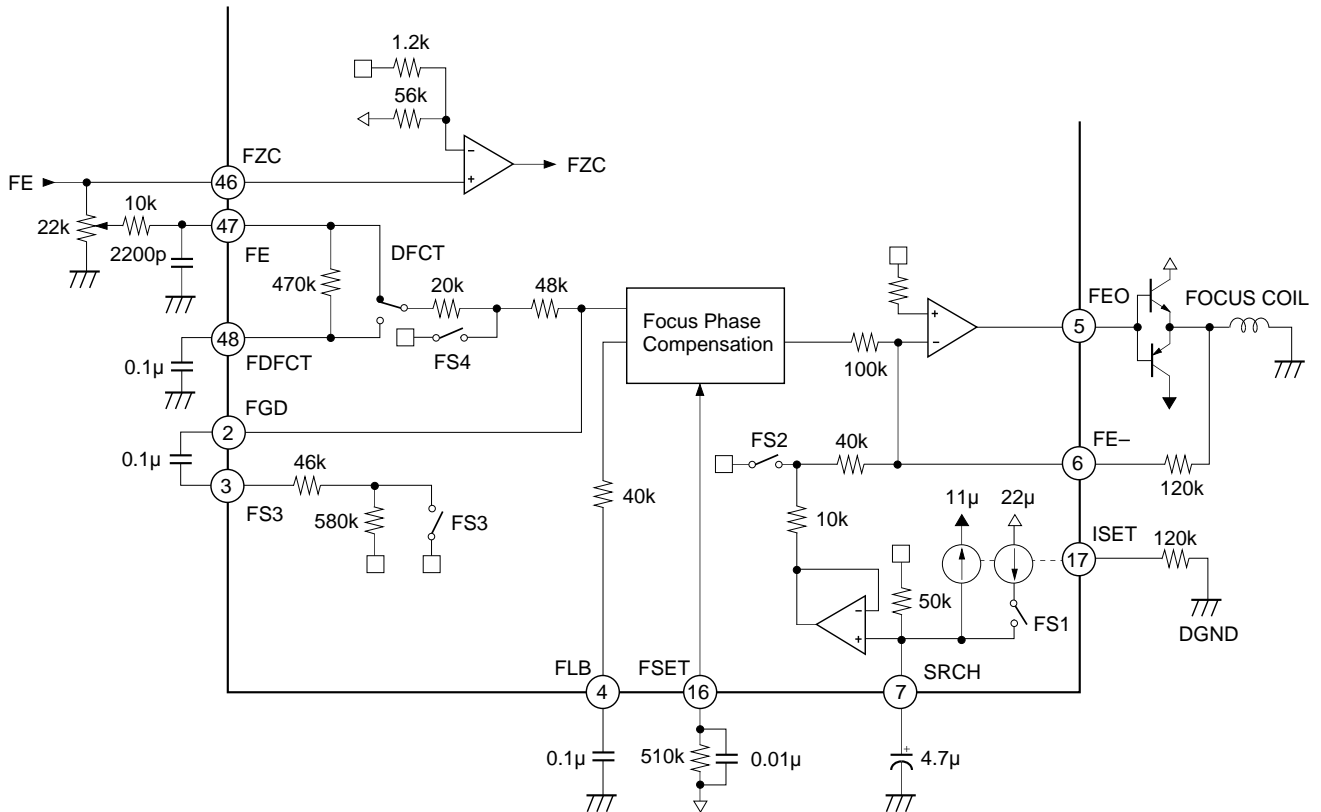 1.2k
56k
FZC
FE
46
FZC
10k
47
22k
2200p
FE
DFCT
470k
20k
48k
48
FDFCT
FS4
0.1µ
FGD
2
0.1µ
3
FS3
46k
580k
FS3
Focus Phase
Compensation
100k
FEO
5
FOCUS COIL
FS2
40k
FE–
6
120k
40k
10k
11µ
22µ
ISET
17
120k
50k
FS1
DGND
FLB
4
FSET
16
SRCH
7
0.1µ
510k
0.01µ
+
4.7µ
–
+
+
–
–
+